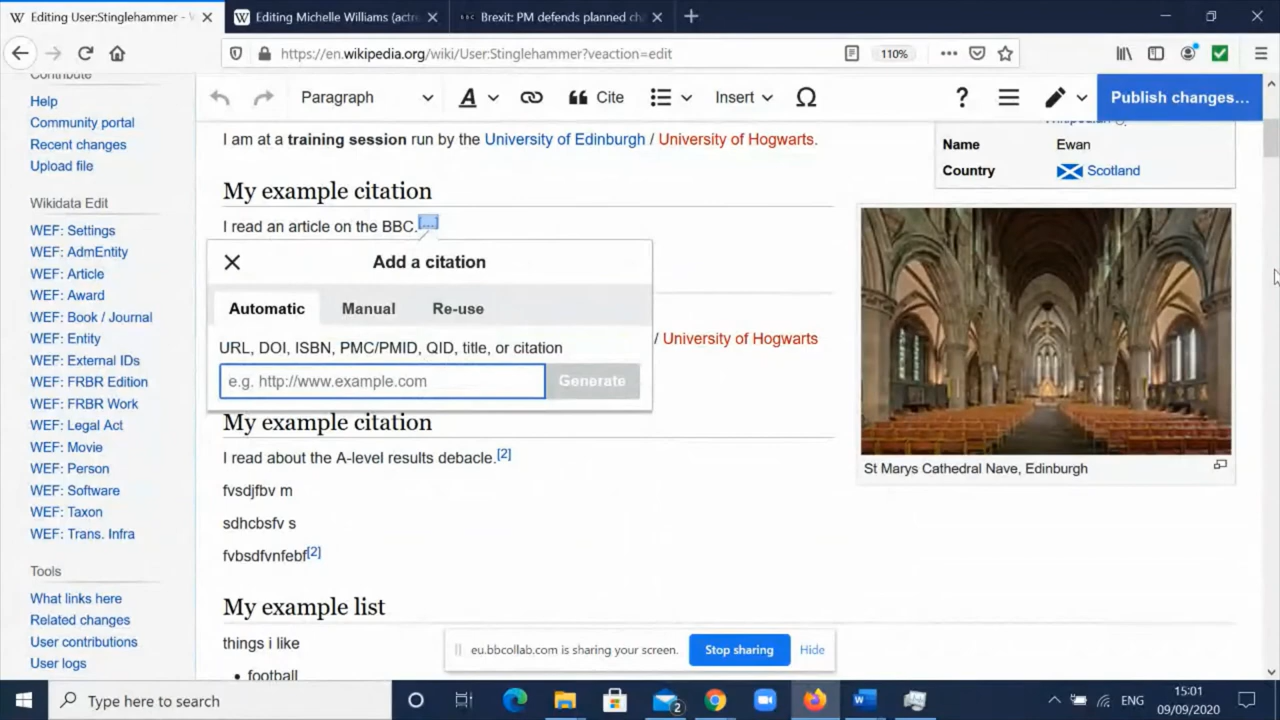 Editing User:Stinglehammer -
Editing Michelle Williams (actr
BBC Brexit: PM defends planned ch
https://en.wikipedia.org/wiki/User:Stinglehammer?veaction=edit
110%
Paragraph
A
Cite
Insert
Ω
?
Publish changes...
Contribute
Help
Community portal
Recent changes
Upload file
Wikidata Edit
WEF: Settings
WEF: AdmEntity
WEF: Article
WEF: Award
WEF: Book / Journal
WEF: Entity
WEF: External IDs
WEF: FRBR Edition
WEF: FRBR Work
WEF: Legal Act
WEF: Movie
WEF: Person
WEF: Software
WEF: Taxon
WEF: Trans. Infra
Tools
What links here
Related changes
User contributions
User logs
I am at a training session run by the University of Edinburgh / University of Hogwarts.
My example citation
I read an article on the BBC.[...]
Add a citation
Automatic
Manual
Re-use
URL, DOI, ISBN, PMC/PMID, QID, title, or citation
e.g. http://www.example.com
Generate
/ University of Hogwarts
My example citation
I read about the A-level results debacle.[2]
fvsdjfbv m
sdhcbsfv s
fvbsdfvnfebf[2]
My example list
things i like
• football
Name Ewan
Country Scotland
St Marys Cathedral Nave, Edinburgh
eu.bbcollab.com is sharing your screen.
Stop sharing
Hide
Type here to search
2
ENG
15:01
09/09/2020